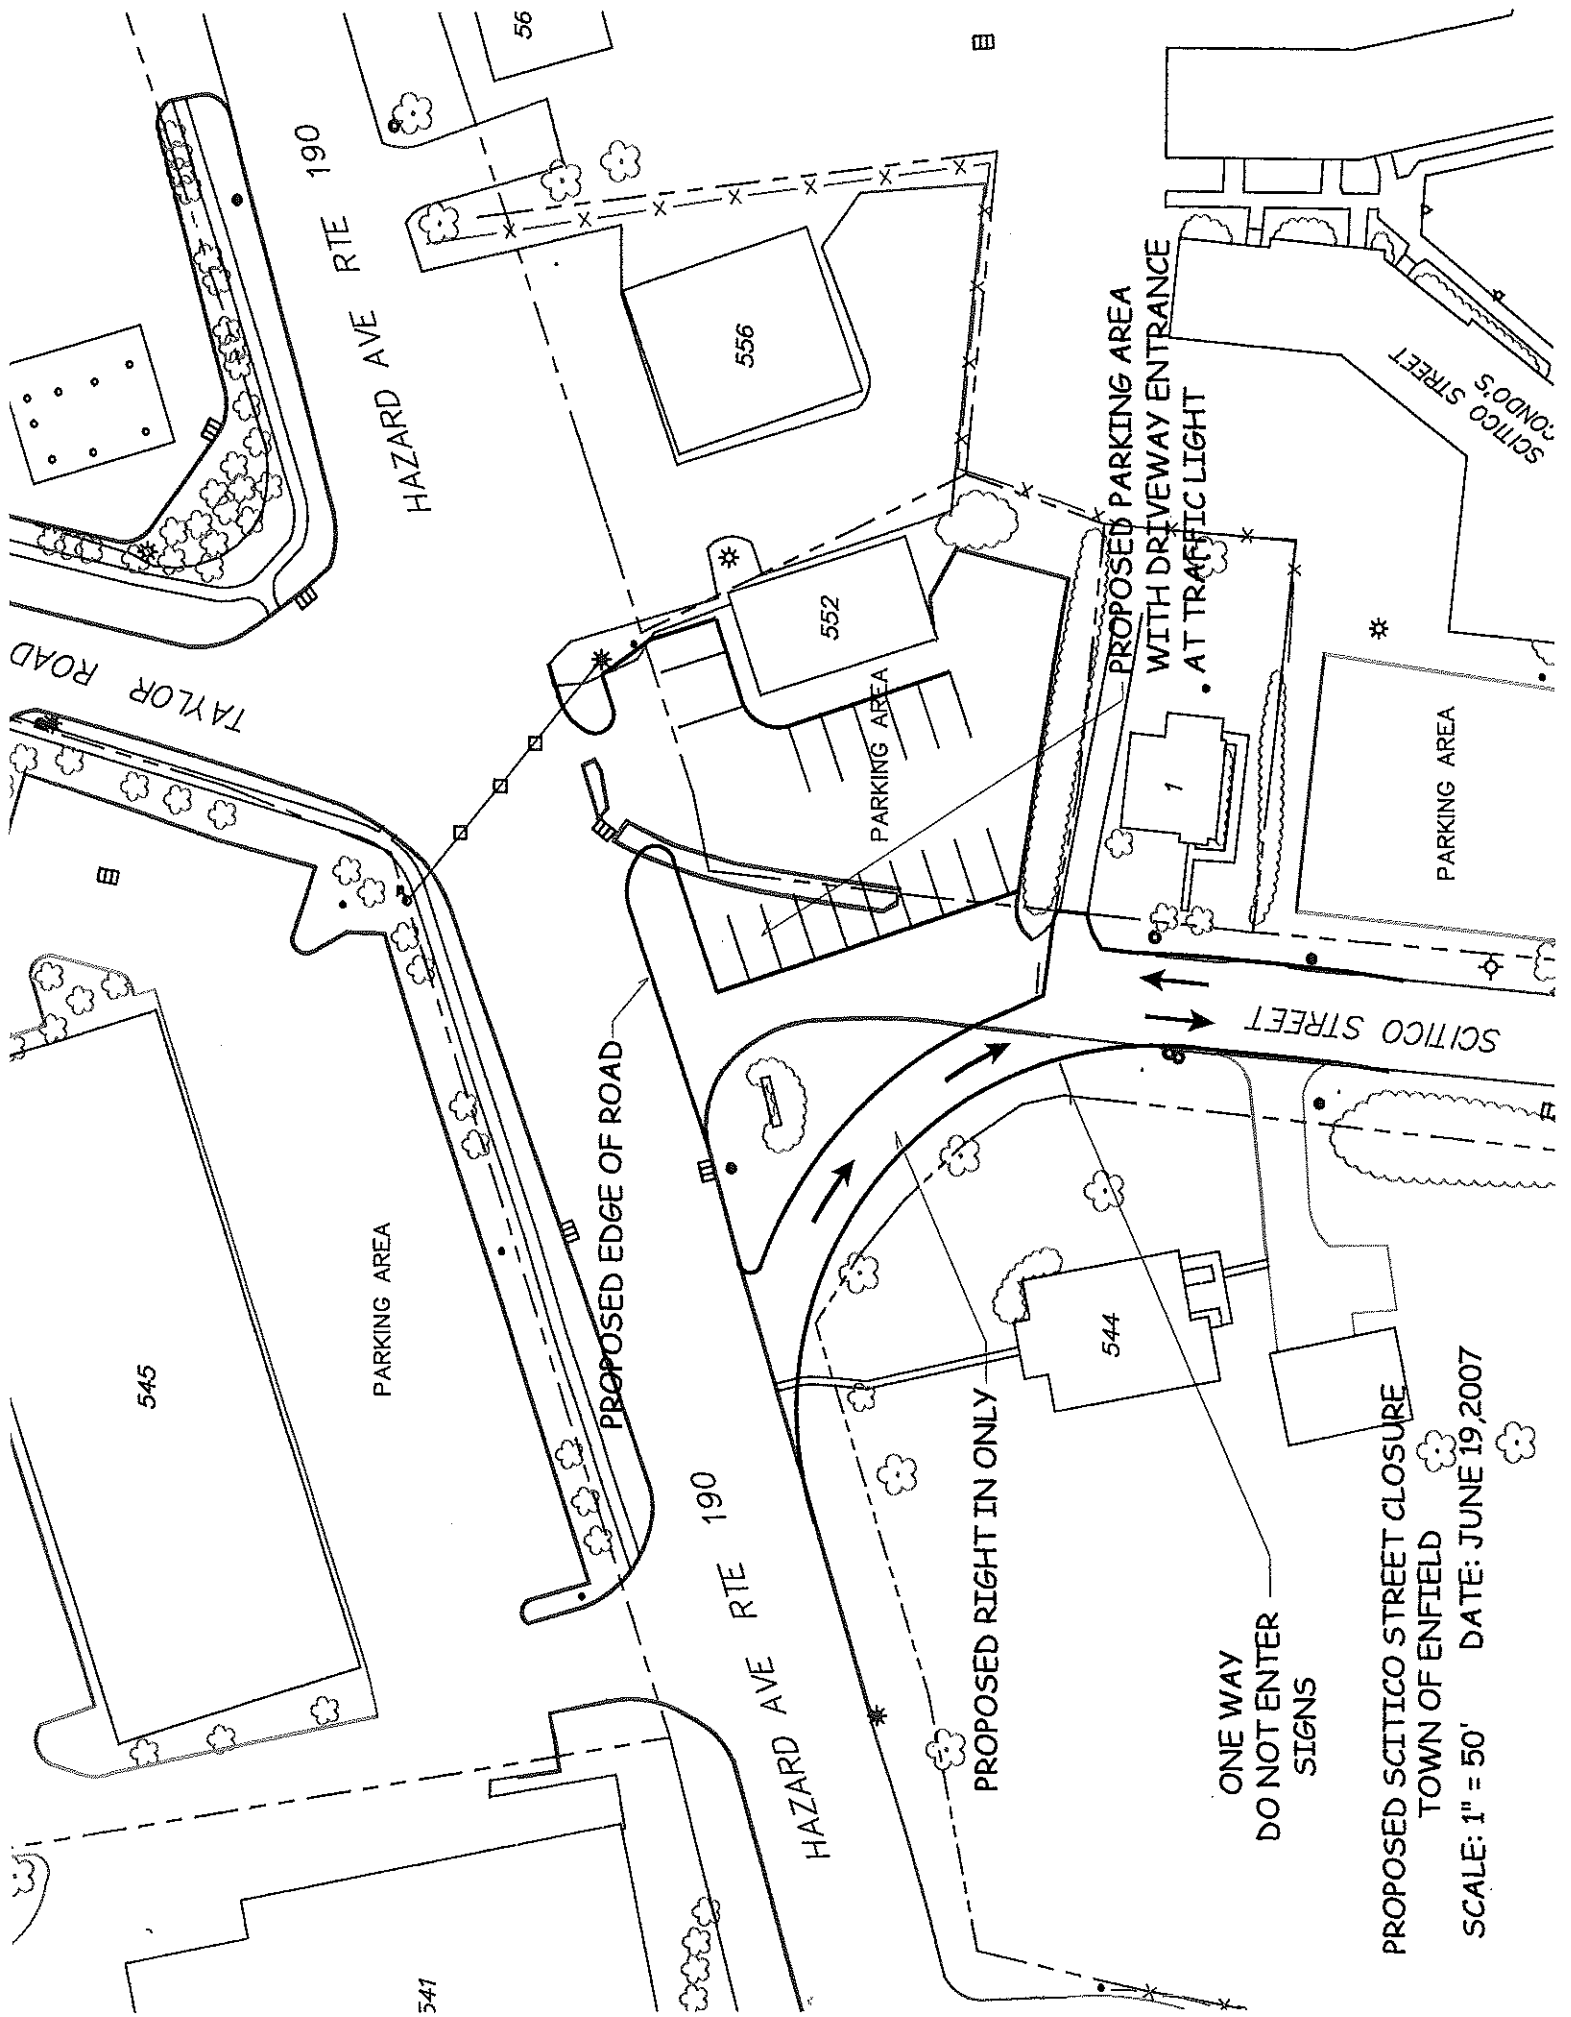 TAYLOR ROAD
HAZARD AVE RTE 190
56
556
552
PARKING AREA
PROPOSED PARKING AREA
WITH DRIVEWAY ENTRANCE
AT TRAFFIC LIGHT
SCITICO STREET
CONDO'S
1
PARKING AREA
SCITICO STREET
545
PARKING AREA
PROPOSED EDGE OF ROAD
HAZARD AVE RTE 190
541
544
PROPOSED RIGHT IN ONLY
ONE WAY
DO NOT ENTER
SIGNS
PROPOSED SCITICO STREET CLOSURE
TOWN OF ENFIELD
SCALE: 1" = 50' DATE: JUNE 19,2007